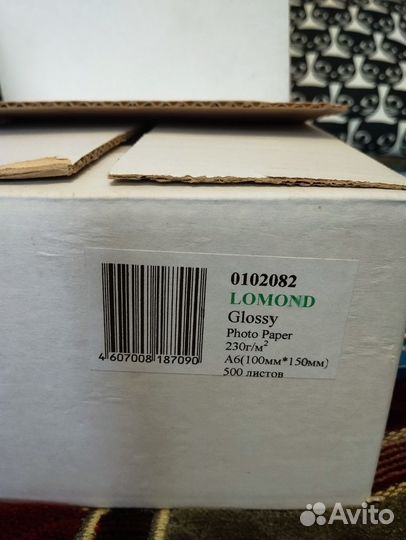 0102082
LOMOND
Glossy
Photo Paper
230г/м²
А6(100мм*150мм)
500 листов
4 607008 187090
Avito